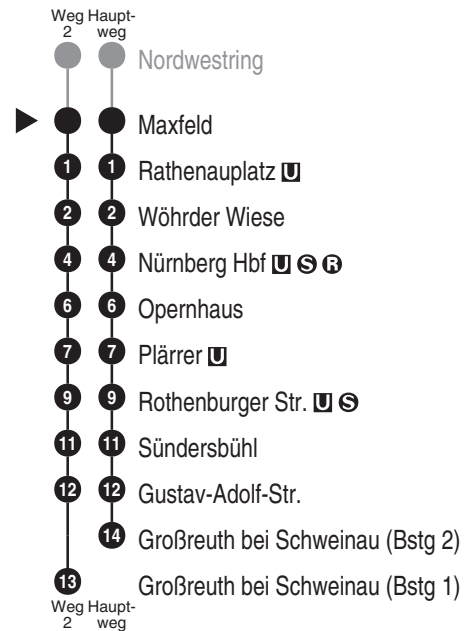 Weg Haupt-
2 weg
Nordwestring
Maxfeld
1 1 Rathenauplatz U
2 2 Wöhrder Wiese
4 4 Nürnberg Hbf U S R
6 6 Opernhaus
7 7 Plärrer U
9 9 Rothenburger Str. U S
11 11 Sündersbühl
12 12 Gustav-Adolf-Str.
14 Großreuth bei Schweinau (Bstg 2)
13 Großreuth bei Schweinau (Bstg 1)
Weg Haupt-
2 weg